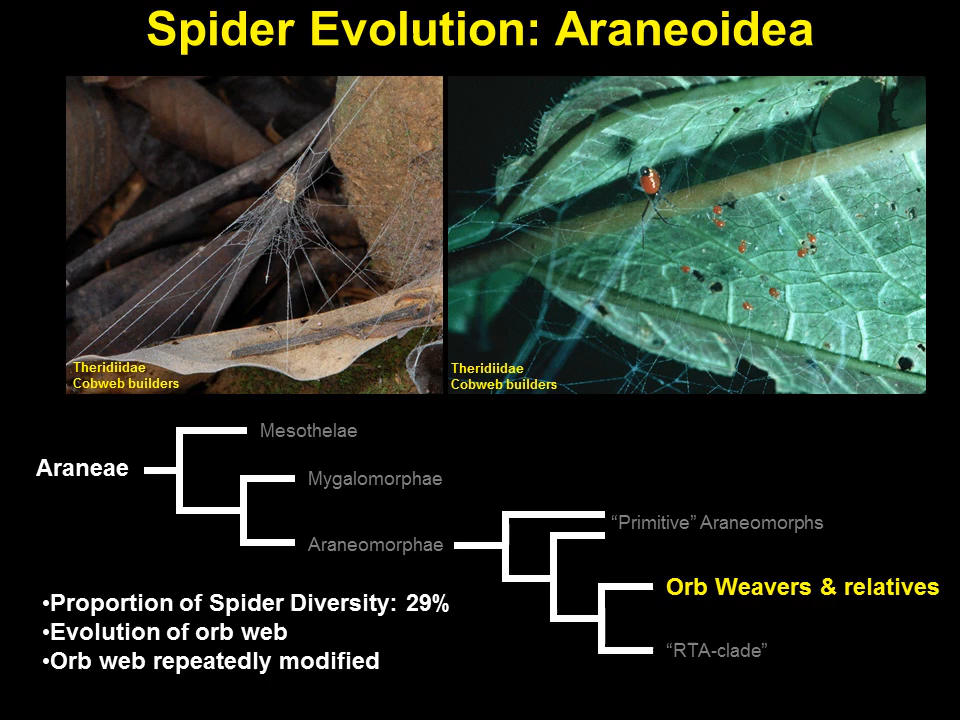 Spider Evolution: Araneoidea
Theridiidae
Cobweb builders
Theridiidae
Cobweb builders
Mesothelae
Araneae
Mygalomorphae
“Primitive” Araneomorphs
Araneomorphae
Orb Weavers & relatives
•Proportion of Spider Diversity: 29%
•Evolution of orb web
•Orb web repeatedly modified
“RTA-clade”